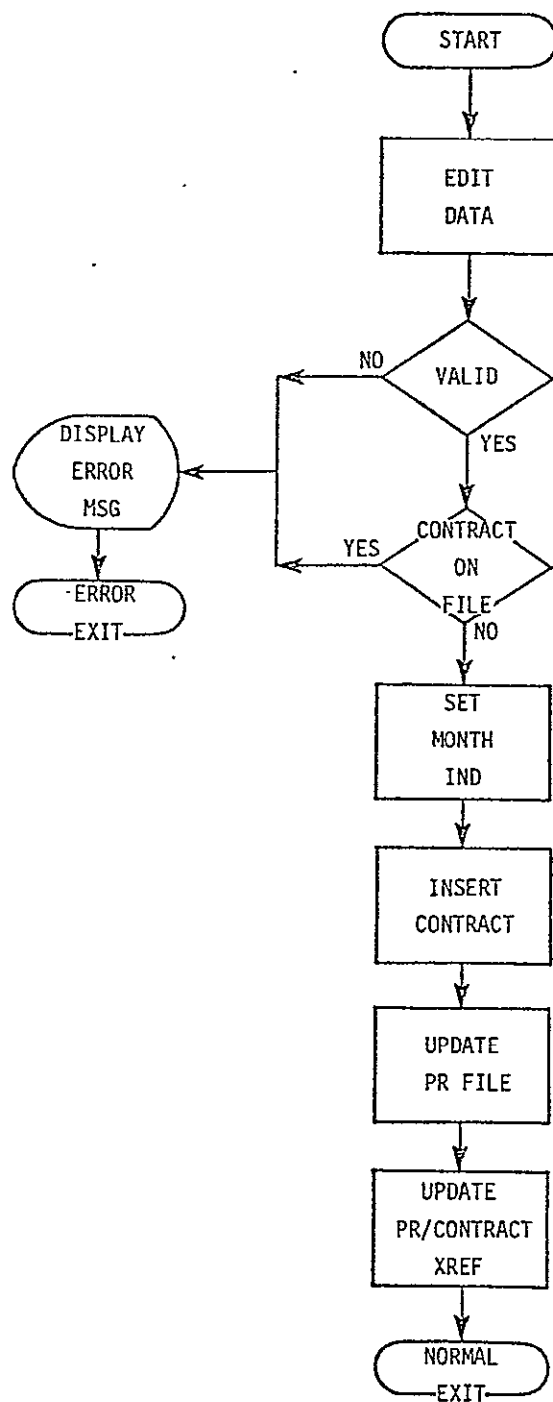 START
EDIT
DATA
VALID
NO
YES
DISPLAY
ERROR
MSG
CONTRACT
ON
FILE
YES
NO
ERROR
EXIT
SET
MONTH
IND
INSERT
CONTRACT
UPDATE
PR FILE
UPDATE
PR/CONTRACT
XREF
NORMAL
EXIT